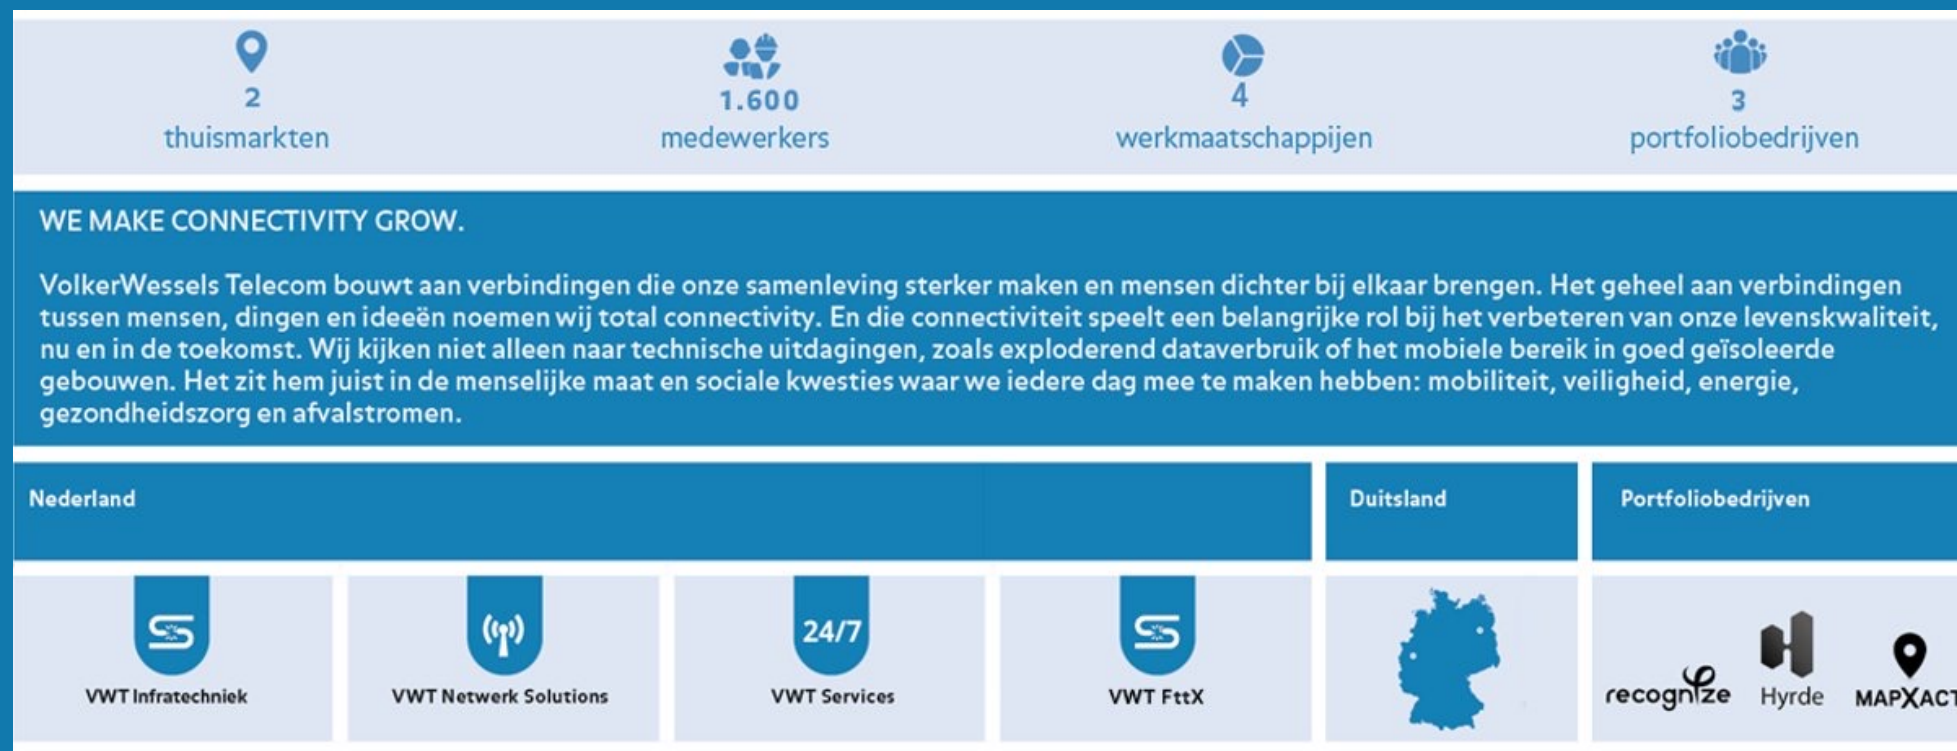 2
thuismarkten
1.600
medewerkers
4
werkmaatschappijen
3
portfoliobedrijven
WE MAKE CONNECTIVITY GROW.
VolkerWessels Telecom bouwt aan verbindingen die onze samenleving sterker maken en mensen dichter bij elkaar brengen. Het geheel aan verbindingen
tussen mensen, dingen en ideeën noemen wij total connectivity. En die connectiviteit speelt een belangrijke rol bij het verbeteren van onze levenskwaliteit,
nu en in de toekomst. Wij kijken niet alleen naar technische uitdagingen, zoals exploderend dataverbruik of het mobiele bereik in goed geïsoleerde
gebouwen. Het zit hem juist in de menselijke maat en sociale kwesties waar we iedere dag mee te maken hebben: mobiliteit, veiligheid, energie,
gezondheidszorg en afvalstromen.
Nederland
Duitsland
Portfoliobedrijven
VWT Infratechniek
VWT Netwerk Solutions
24/7
VWT Services
VWT FttX
recognize
Hyrde
MAPXACT